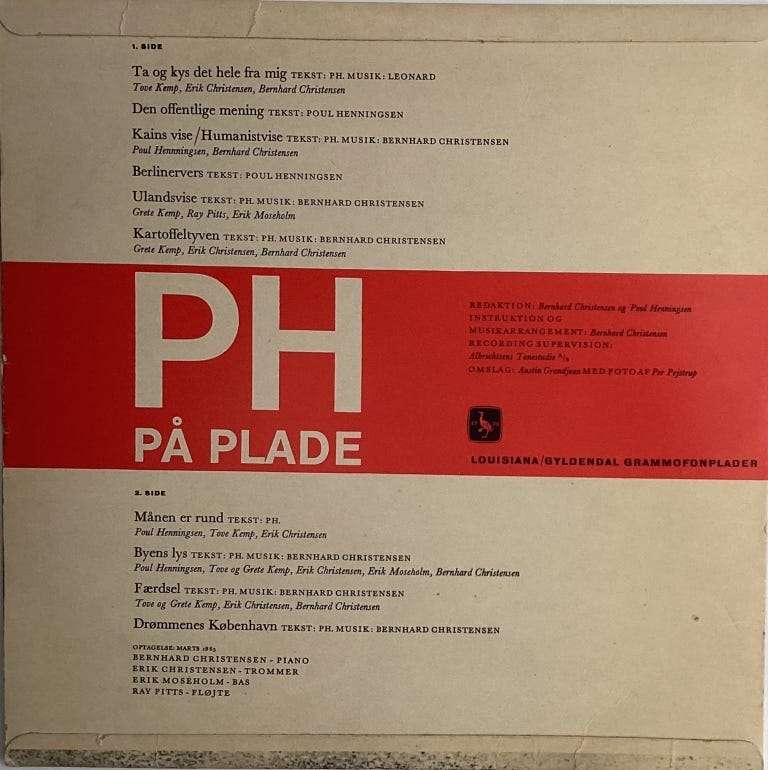 1. SIDE
Ta og kys det hele fra mig TEKST: PH. MUSIK: LEONARD
Tove Kemp, Erik Christensen, Bernhard Christensen
Den offentlige mening TEKST: POUL HENNINGSEN
Kains vise/Humanistvise TEKST: PH. MUSIK: BERNHARD CHRISTENSEN
Poul Hennningsen, Bernhard Christensen
Berlinervers TEKST: POUL HENNINGSEN
Ulandsvise TEKST: PH. MUSIK: BERNHARD CHRISTENSEN
Grete Kemp, Ray Pitts, Erik Moseholm
Kartoffeltyven TEKST: PH. MUSIK: BERNHARD CHRISTENSEN
Grete Kemp, Erik Christensen, Bernhard Christensen
PH
PÅ PLADE
REDAKTION: Bernhard Christensen og Poul Henningsen
INSTRUKTION OG
MUSIKARRANGEMENT: Bernhard Christensen
RECORDING SUPERVISION:
Albrechtsens Tonestudie A/S
OMSLAG: Austin Grandjean MED FOTO AF Per Pejstrup
17 70
LOUISIANA/GYLDENDAL GRAMMOFONPLADER
2. SIDE
Månen er rund TEKST: PH.
Poul Henningsen, Tove Kemp, Erik Christensen
Byens lys TEKST: PH. MUSIK: BERNHARD CHRISTENSEN
Poul Henningsen, Tove og Grete Kemp, Erik Christensen, Erik Moseholm, Bernhard Christensen
Færdsel TEKST: PH. MUSIK: BERNHARD CHRISTENSEN
Tove og Grete Kemp, Erik Christensen, Bernhard Christensen
Drømmenes København TEKST: PH. MUSIK: BERNHARD CHRISTENSEN
OPTAGELSE: MARTS 1963
BERNHARD CHRISTENSEN - PIANO
ERIK CHRISTENSEN - TROMMER
ERIK MOSEHOLM - BAS
RAY PITTS - FLØJTE